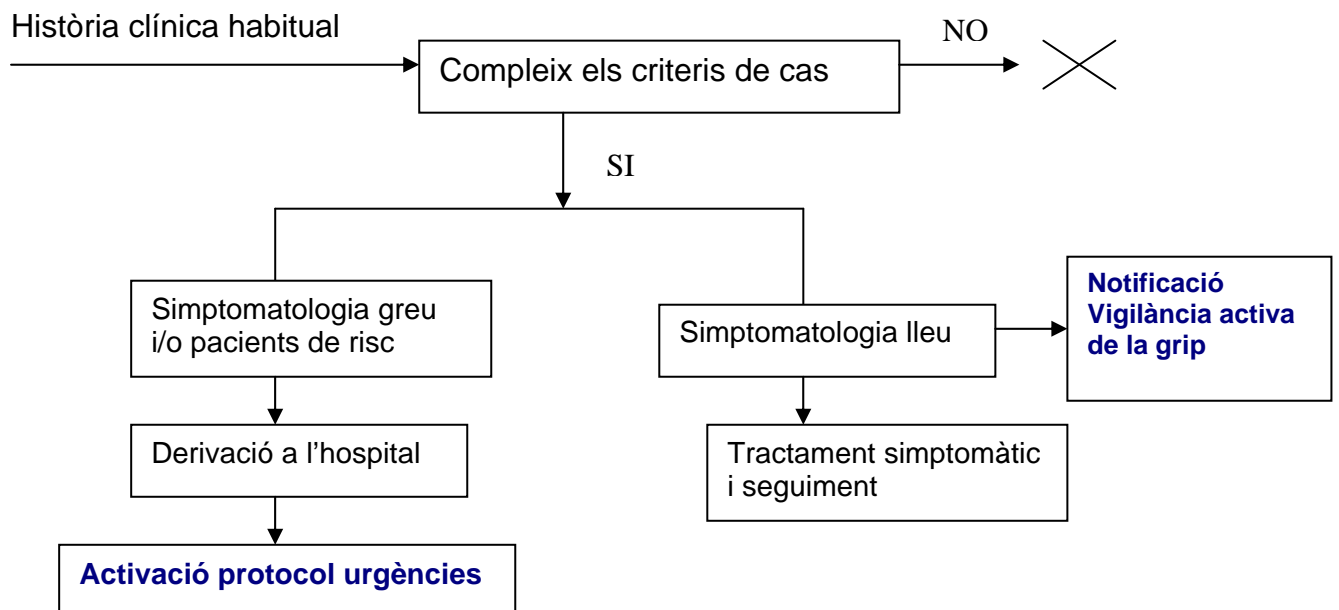 Història clínica habitual
NO
Compleix els criteris de cas
SI
Simptomatologia greu
i/o pacients de risc
Simptomatologia lleu
Notificació
Vigilància activa
de la grip
Derivació a l'hospital
Tractament simptomàtic
i seguiment
Activació protocol urgències